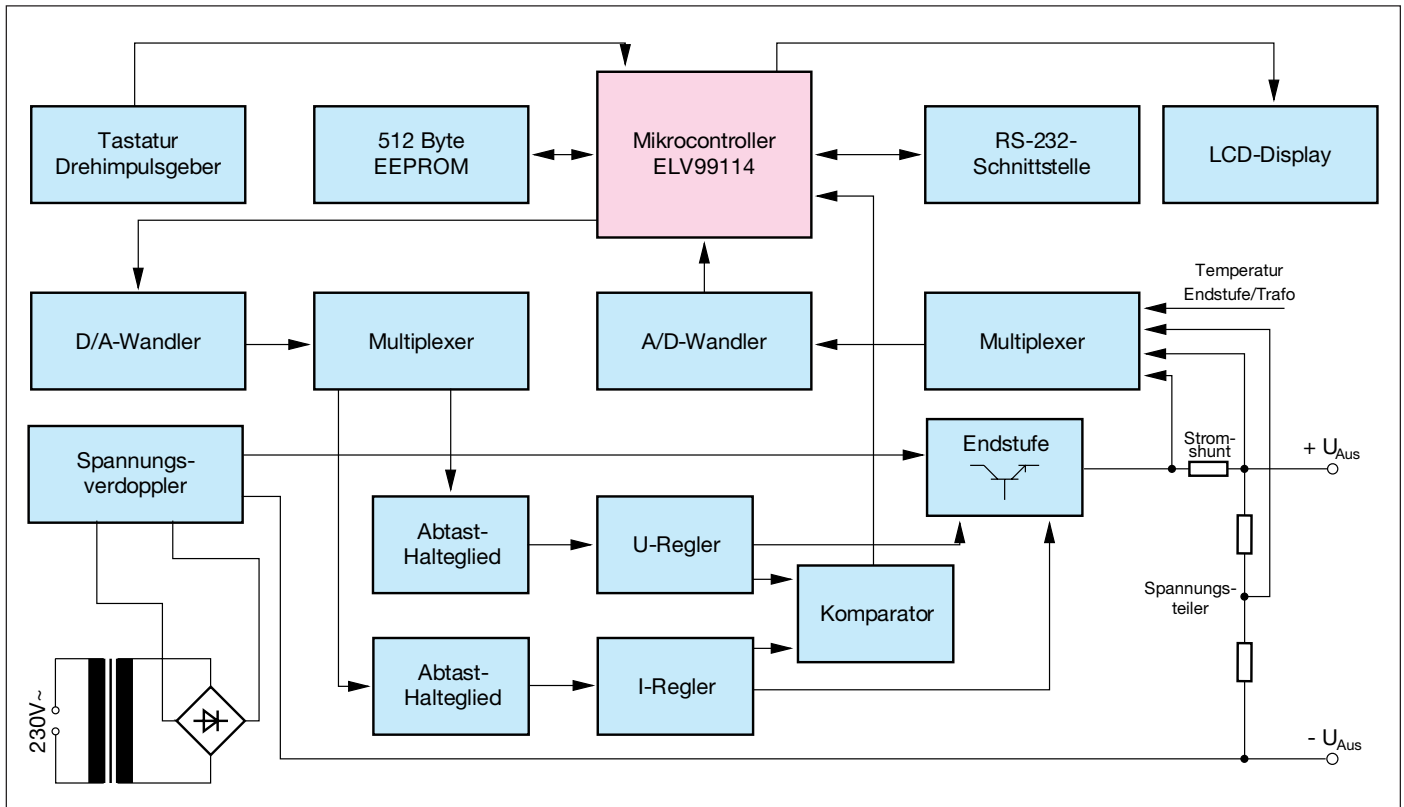 Tastatur
Drehimpulsgeber
512 Byte
EEPROM
Mikrocontroller
ELV99114
RS-232-
Schnittstelle
LCD-Display
D/A-Wandler
Multiplexer
A/D-Wandler
Multiplexer
Temperatur
Endstufe/Trafo
Spannungs-
verdoppler
Endstufe
Strom-
shunt
+ UAus
Abtast-
Halteglied
U-Regler
Komparator
Spannungs-
teiler
Abtast-
Halteglied
I-Regler
230V~
- UAus